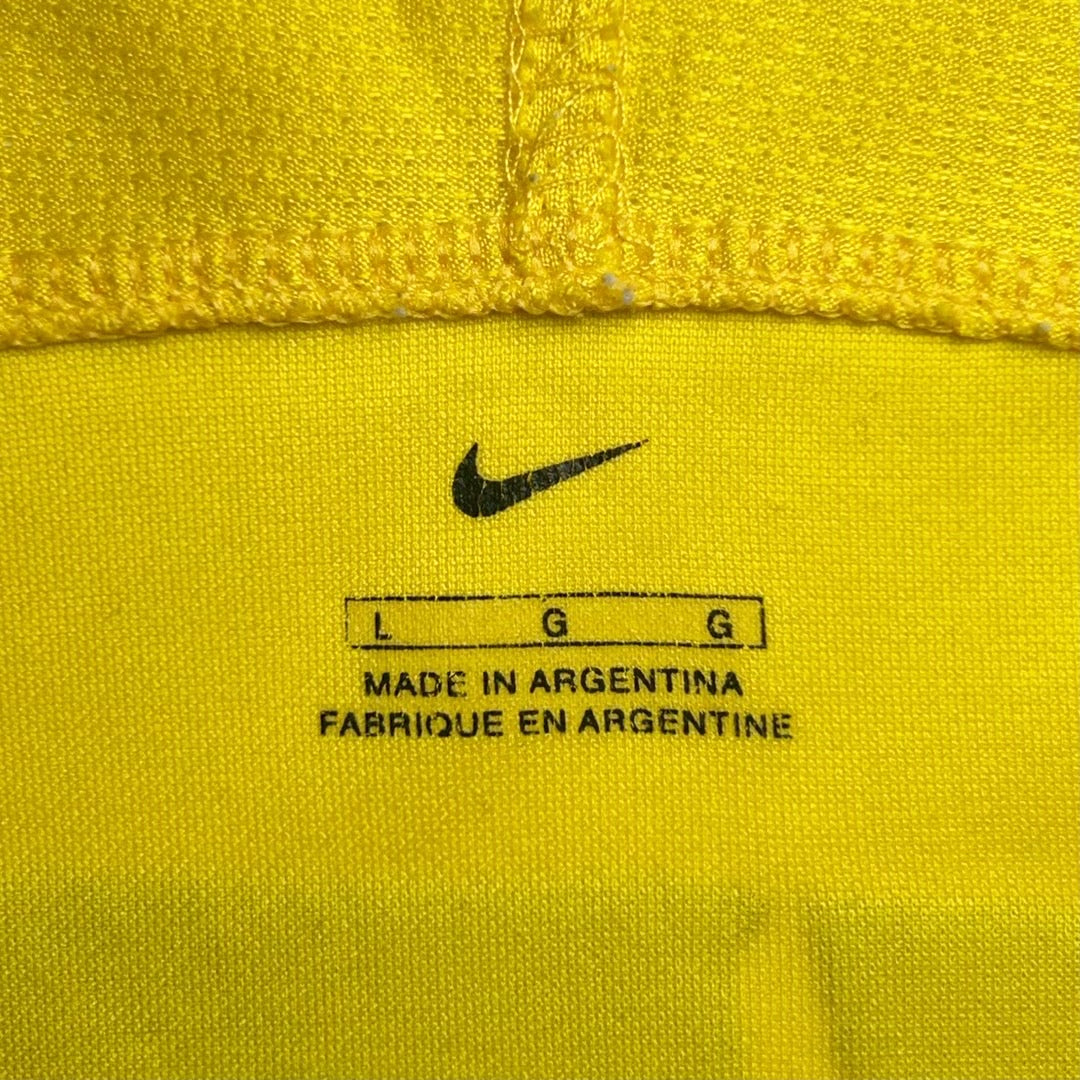 L G G
MADE IN ARGENTINA
FABRIQUE EN ARGENTINE